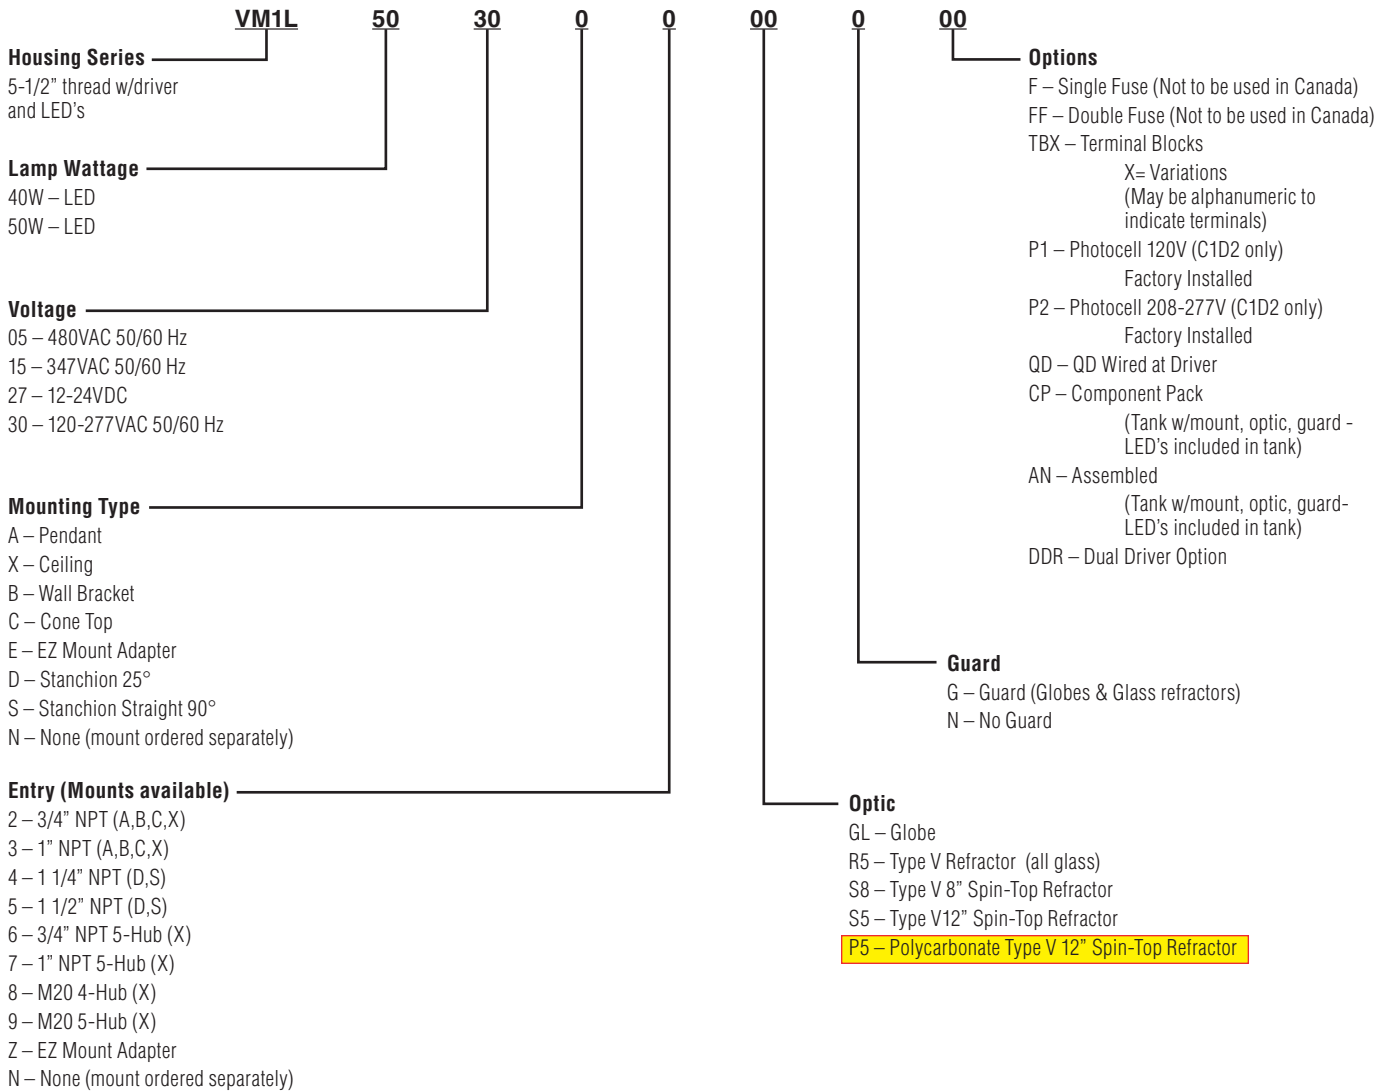 VM1L 50 30 0 0 00 0 00
Housing Series
5-1/2” thread w/driver
and LED's
Lamp Wattage
40W – LED
50W – LED
Voltage
05 – 480VAC 50/60 Hz
15 – 347VAC 50/60 Hz
27 – 12-24VDC
30 – 120-277VAC 50/60 Hz
Mounting Type
A – Pendant
X – Ceiling
B – Wall Bracket
C – Cone Top
E – EZ Mount Adapter
D – Stanchion 25°
S – Stanchion Straight 90°
N – None (mount ordered separately)
Entry (Mounts available)
2 – 3/4” NPT (A,B,C,X)
3 – 1” NPT (A,B,C,X)
4 – 1 1/4” NPT (D,S)
5 – 1 1/2” NPT (D,S)
6 – 3/4” NPT 5-Hub (X)
7 – 1” NPT 5-Hub (X)
8 – M20 4-Hub (X)
9 – M20 5-Hub (X)
Z – EZ Mount Adapter
N – None (mount ordered separately)
Options
F – Single Fuse (Not to be used in Canada)
FF – Double Fuse (Not to be used in Canada)
TBX – Terminal Blocks
X= Variations
(May be alphanumeric to
indicate terminals)
P1 – Photocell 120V (C1D2 only)
Factory Installed
P2 – Photocell 208-277V (C1D2 only)
Factory Installed
QD – QD Wired at Driver
CP – Component Pack
(Tank w/mount, optic, guard -
LED's included in tank)
AN – Assembled
(Tank w/mount, optic, guard-
LED's included in tank)
DDR – Dual Driver Option
Guard
G – Guard (Globes & Glass refractors)
N – No Guard
Optic
GL – Globe
R5 – Type V Refractor (all glass)
S8 – Type V 8” Spin-Top Refractor
S5 – Type V12” Spin-Top Refractor
P5 – Polycarbonate Type V 12” Spin-Top Refractor